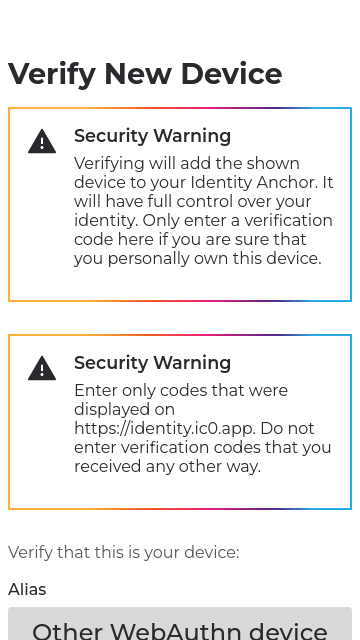 Verify New Device
Security Warning
Verifying will add the shown
device to your Identity Anchor. It
will have full control over your
identity. Only enter a verification
code here if you are sure that
you personally own this device.
Security Warning
Enter only codes that were
displayed on
https://identity.ic0.app. Do not
enter verification codes that you
received any other way.
Verify that this is your device:
Alias
Other WebAuthn device